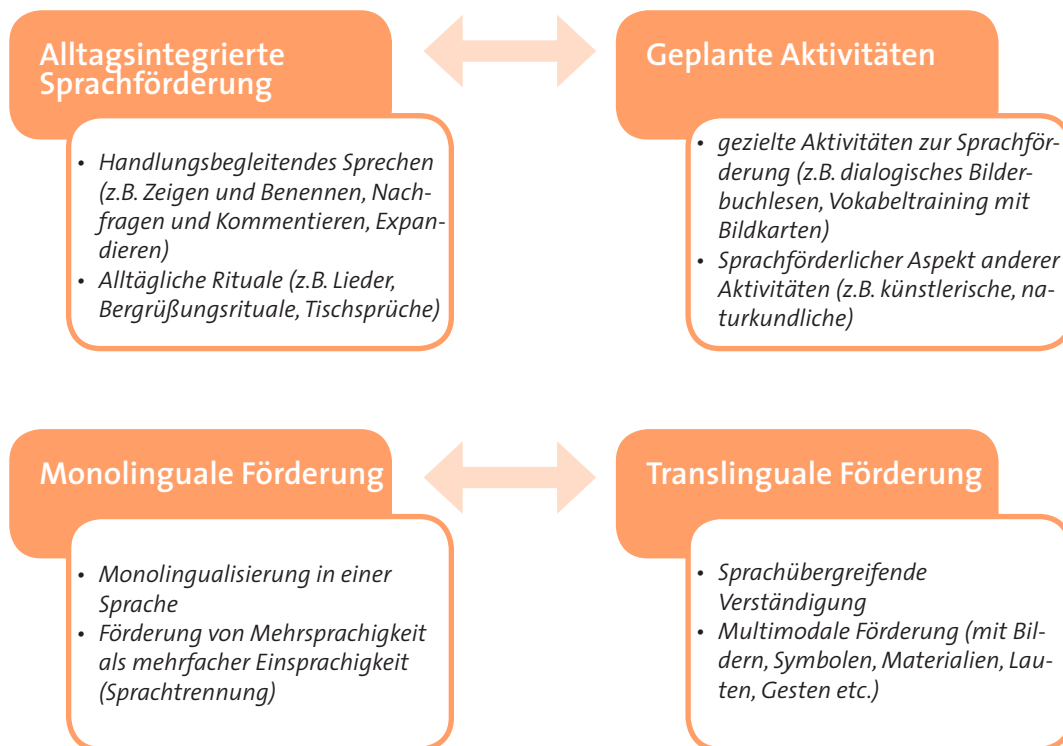 Alltagsintegrierte
Sprachförderung
• Handlungsbegleitendes Sprechen
(z.B. Zeigen und Benennen, Nach-
fragen und Kommentieren, Expan-
dieren)
• Alltägliche Rituale (z.B. Lieder,
Bergrüßungsrituale, Tischsprüche)
Geplante Aktivitäten
• gezielte Aktivitäten zur Sprachför-
derung (z.B. dialogisches Bilder-
buchlesen, Vokabeltraining mit
Bildkarten)
• Sprachförderlicher Aspekt anderer
Aktivitäten (z.B. künstlerische, na-
turkundliche)
Monolinguale Förderung
• Monolingualisierung in einer
Sprache
• Förderung von Mehrsprachigkeit
als mehrfacher Einsprachigkeit
(Sprachtrennung)
Translinguale Förderung
• Sprachübergreifende
Verständigung
• Multimodale Förderung (mit Bil-
dern, Symbolen, Materialien, Lau-
ten, Gesten etc.)